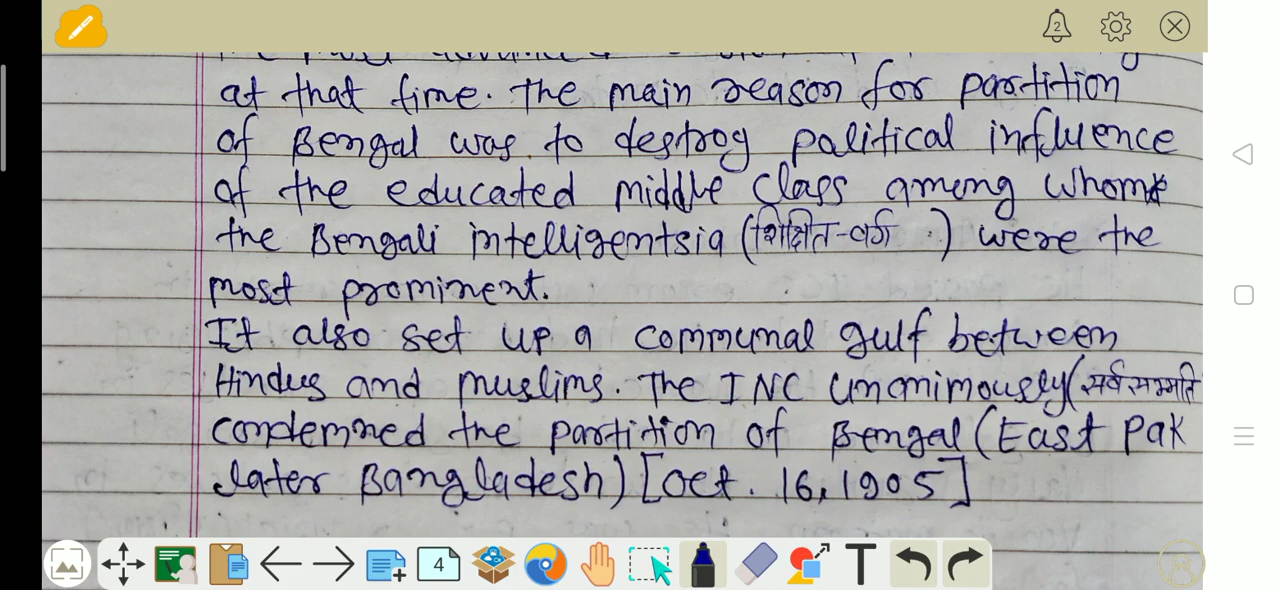 at that time. The main reason for partition
of Bengal was to destroy political influence
of the educated middle class among whom
the Bengali intelligentsia (शिक्षित-वर्ग) were the
most prominent.
It also set up a communal gulf between
Hindus and muslims. The INC unanimously (सर्व सम्मति
condemned the partition of Bengal (East Pak
later Bangladesh) [Oct. 16, 1905]
2
4
T